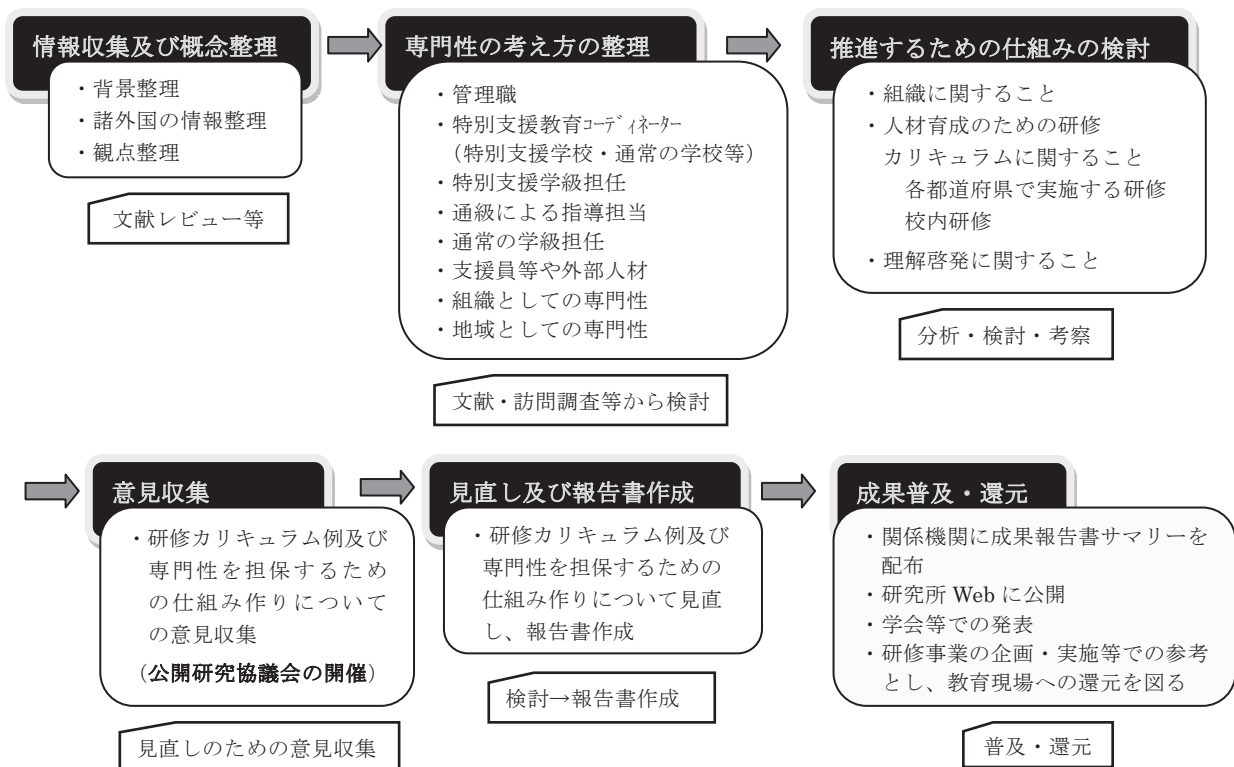 情報収集及び概念整理
・背景整理
・諸外国の情報整理
・観点整理
文献レビュー等
専門性の考え方の整理
・管理職
・特別支援教育ｺｰﾃﾞｨﾈｰﾀｰ
（特別支援学校・通常の学校等）
・特別支援学級担任
・通級による指導担当
・通常の学級担任
・支援員等や外部人材
・組織としての専門性
・地域としての専門性
文献・訪問調査等から検討
推進するための仕組みの検討
・組織に関すること
・人材育成のための研修
カリキュラムに関すること
各都道府県で実施する研修
校内研修
・理解啓発に関すること
分析・検討・考察
意見収集
・研修カリキュラム例及び
専門性を担保するため
の仕組み作りについて
の意見収集
（公開研究協議会の開催）
見直しのための意見収集
見直し及び報告書作成
・研修カリキュラム例及び
専門性を担保するための
仕組み作りについて見直
し、報告書作成
検討→報告書作成
成果普及・還元
・関係機関に成果報告書サマリーを
配布
・研究所 Web に公開
・学会等での発表
・研修事業の企画・実施等での参考
とし、教育現場への還元を図る
普及・還元